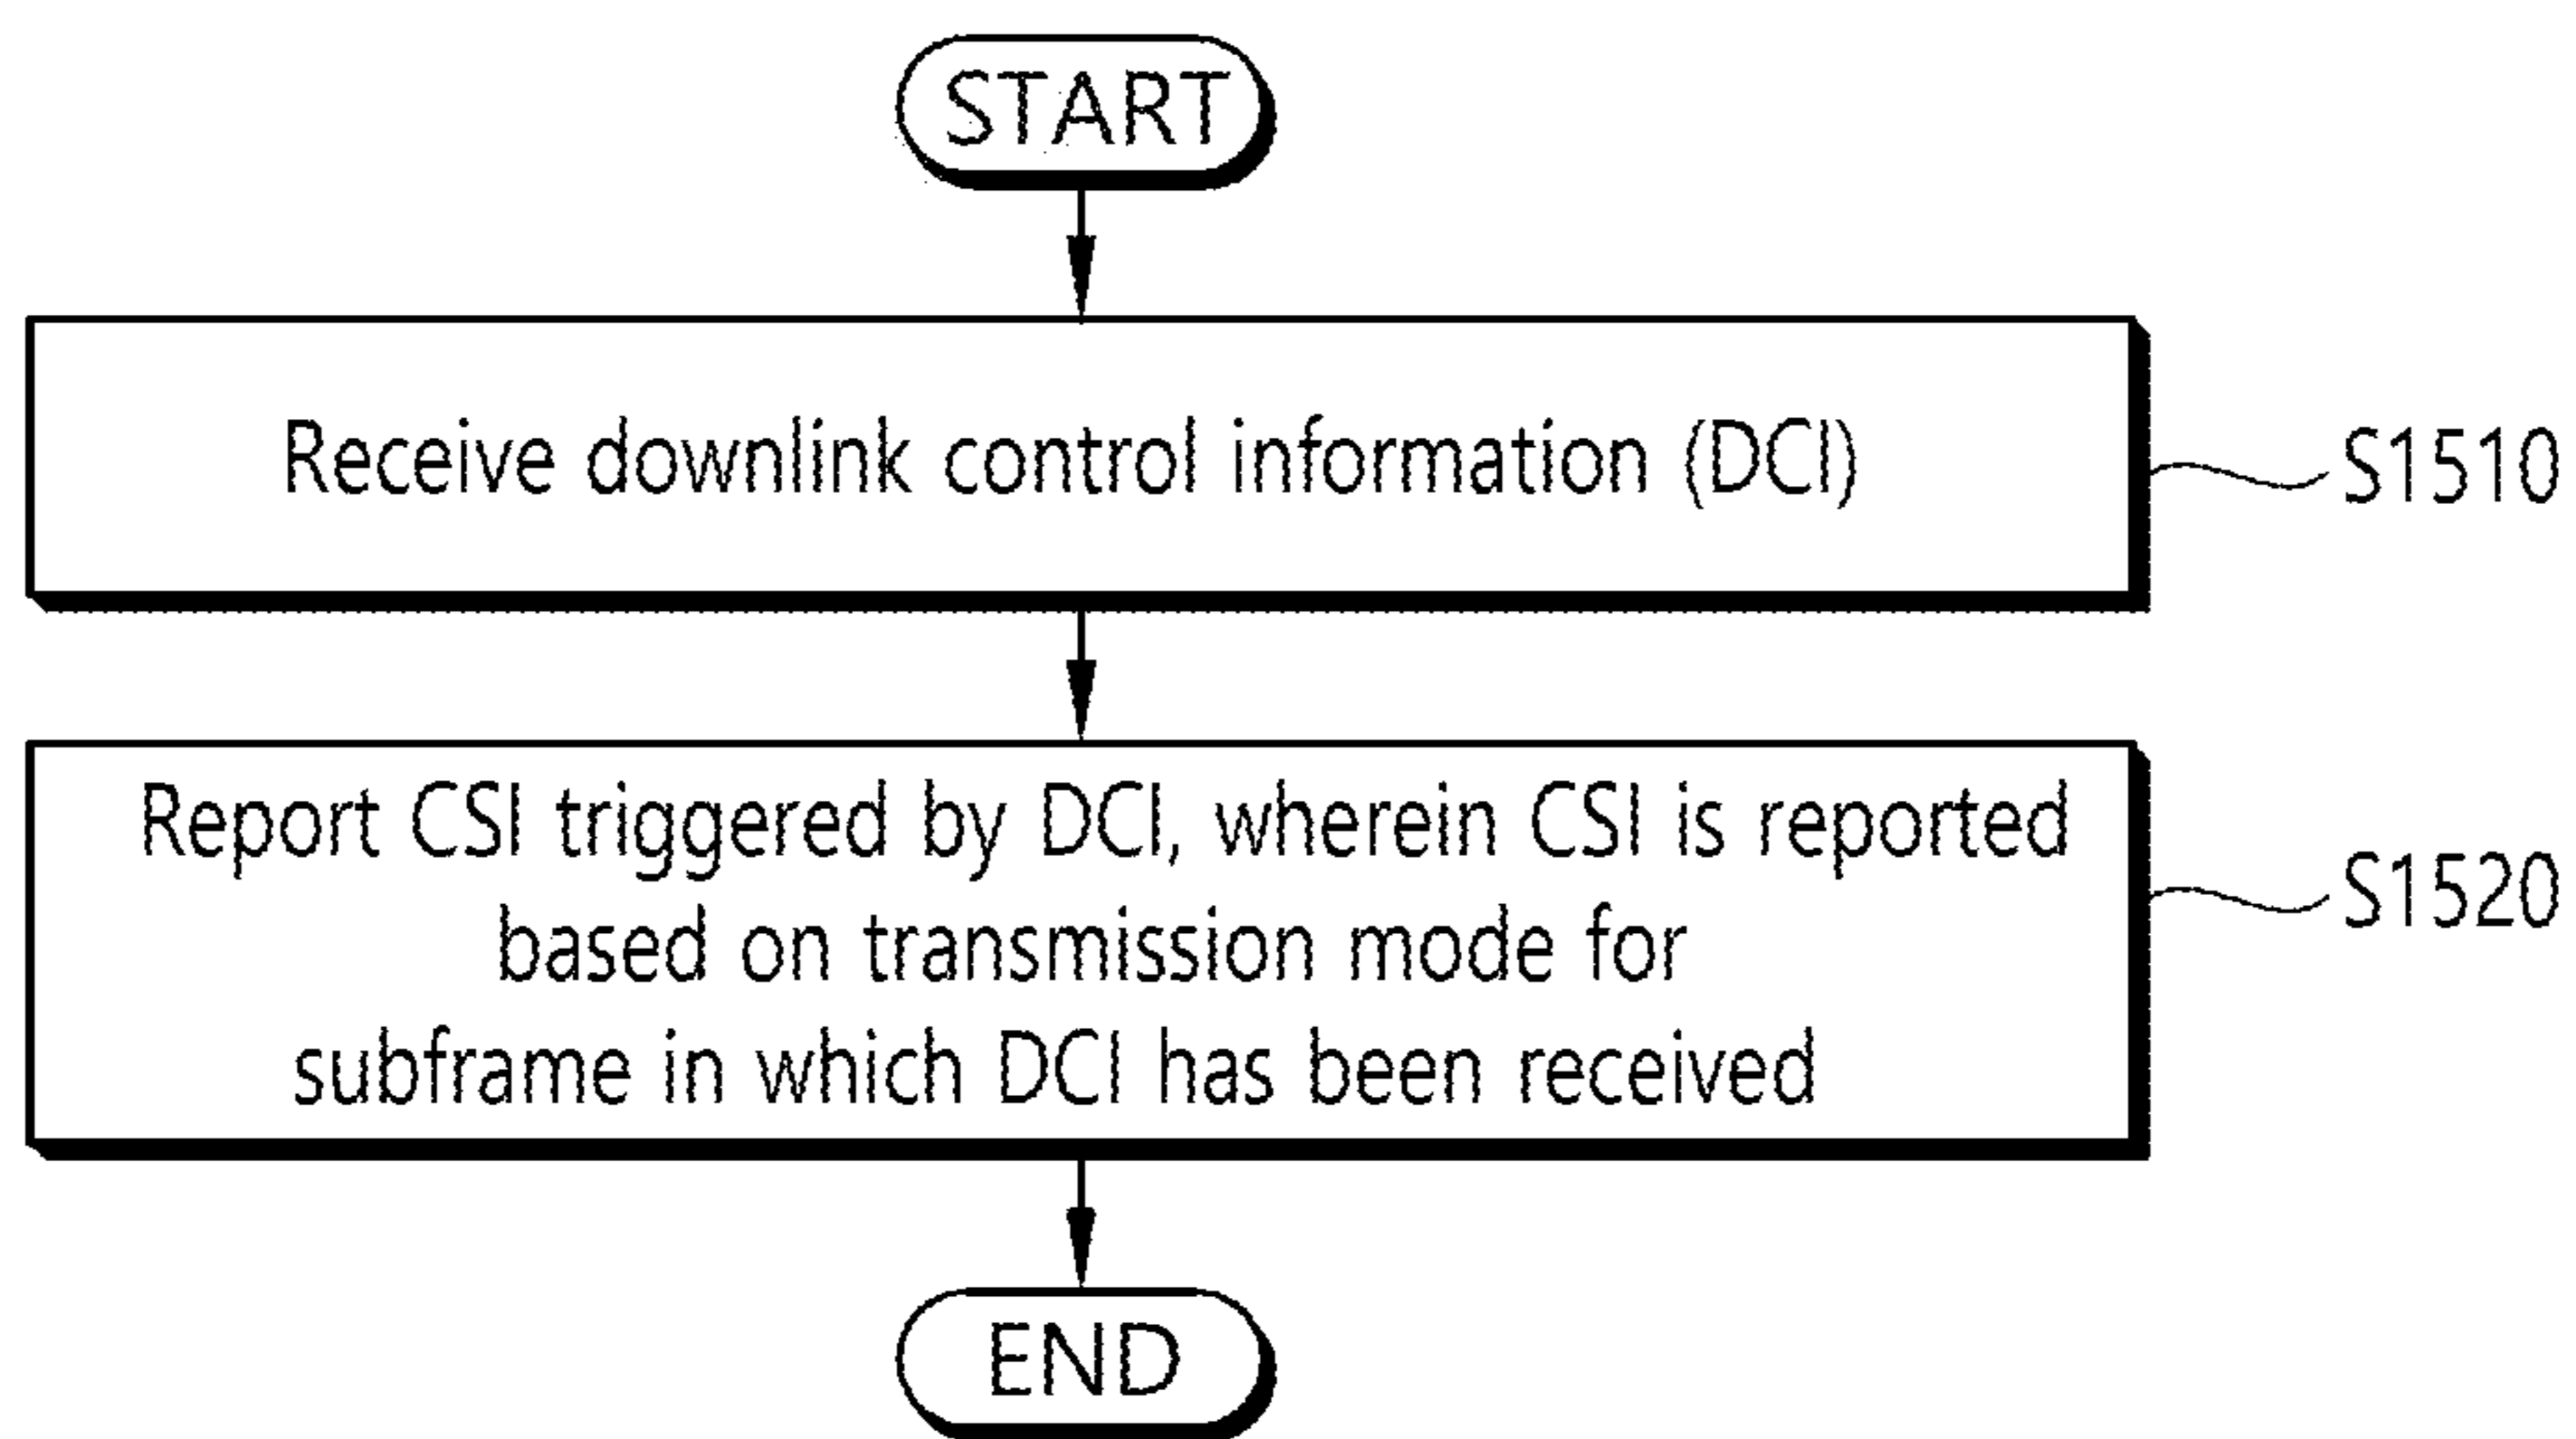 START
Receive downlink control information (DCI)
S1510
Report CSI triggered by DCI, wherein CSI is reported
based on transmission mode for
subframe in which DCI has been received
S1520
END